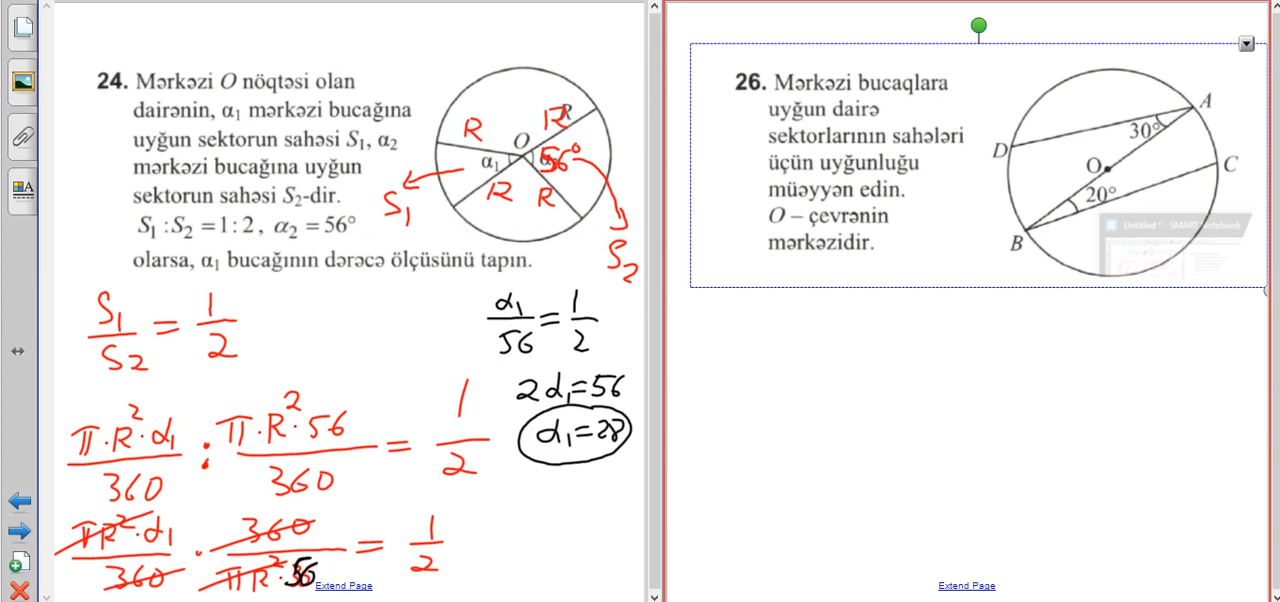 24. Mərkəzi O nöqtəsi olan
dairənin, α₁ mərkəzi bucağına
uyğun sektorun sahəsi S₁, α₂
mərkəzi bucağına uyğun
sektorun sahəsi S₂-dir.
S₁ : S₂ = 1 : 2, α₂ = 56°
olarsa, α₁ bucağının dərəcə ölçüsünü tapın.
R
R
O
α₁
56°
R
R
S₁
S₂
S₁/S₂ = 1/2
π·R²·α₁/360 : π·R²·56/360 = 1/2
πR²·α₁/360 · 360/πR²·56 = 1/2
α₁/56 = 1/2
2α₁=56
α₁=28
Extend Page
26. Mərkəzi bucaqlara
uyğun dairə
sektorlarının sahələri
üçün uyğunluğu
müəyyən edin.
O – çevrənin
mərkəzidir.
A
30°
D
O
C
20°
B
Untitled * - SMART Notebook
Extend Page